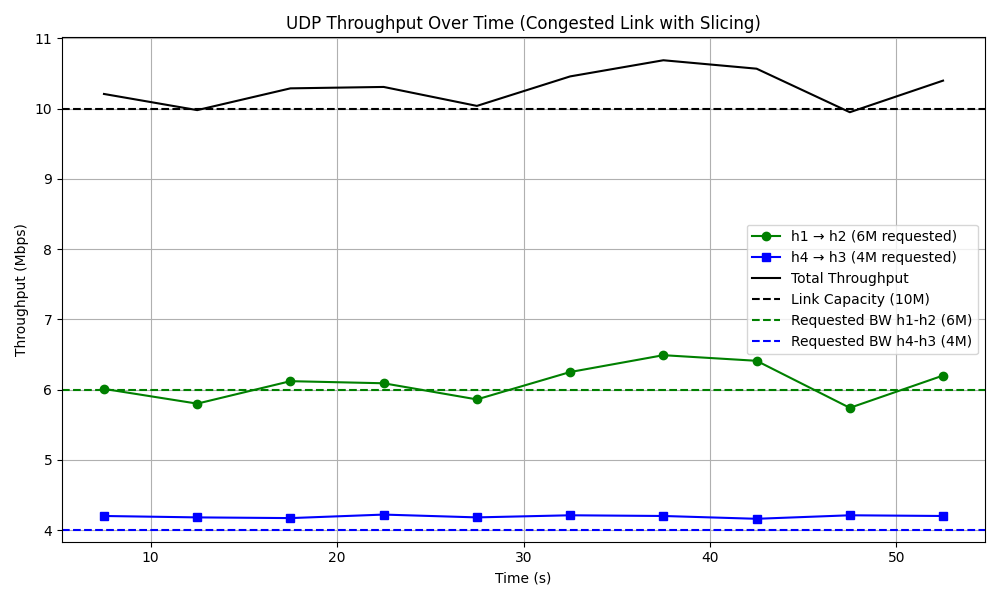 UDP Throughput Over Time (Congested Link with Slicing)
Throughput (Mbps)
11
10
9
8
7
6
5
4
h1 → h2 (6M requested)
h4 → h3 (4M requested)
Total Throughput
Link Capacity (10M)
Requested BW h1-h2 (6M)
Requested BW h4-h3 (4M)
10 20 30 40 50
Time (s)